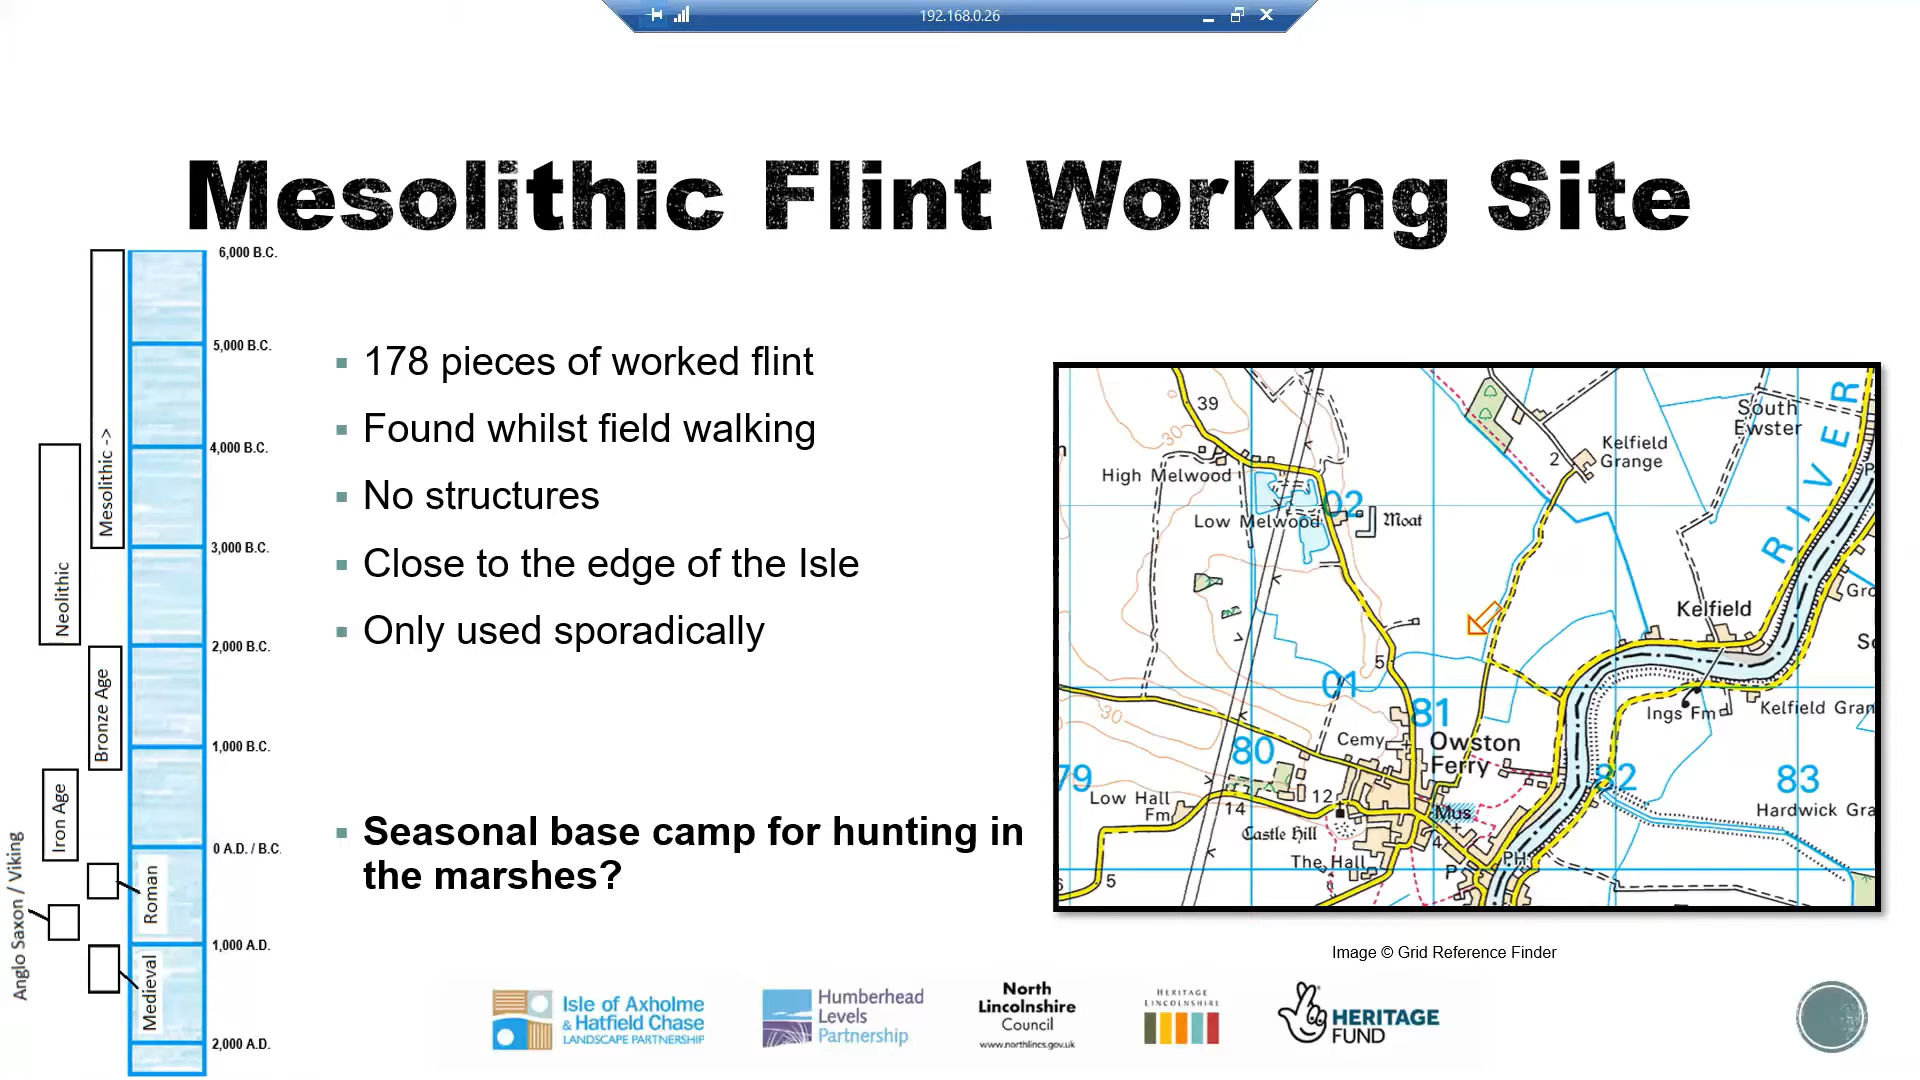 192.168.0.26
Mesolithic Flint Working Site
6,000 B.C.
5,000 B.C.
4,000 B.C.
3,000 B.C.
2,000 B.C.
1,000 B.C.
0 A.D. / B.C.
1,000 A.D.
2,000 A.D.
Mesolithic -->
Neolithic
Bronze Age
Iron Age
Roman
Anglo Saxon / Viking
Medieval
178 pieces of worked flint
Found whilst field walking
No structures
Close to the edge of the Isle
Only used sporadically
Seasonal base camp for hunting in
the marshes?
39
30
High Melwood
Low Melwood
02
Moat
2
Kelfield
Grange
South
Ewster
RIVER
Kelfield
Gro
Ings Fm
Kelfield Gran
5
01
81
30
80
79
82
83
Cemy
Owston
Ferry
Low Hall
Fm
14
12
Mus
Castle Hill
4
The Hall
PH
P
5
Hardwick Gra
Image © Grid Reference Finder
Isle of Axholme
& Hatfield Chase
LANDSCAPE PARTNERSHIP
Humberhead
Levels
Partnership
North
Lincolnshire
Council
www.northlincs.gov.uk
HERITAGE
LINCOLNSHIRE
HERITAGE
FUND